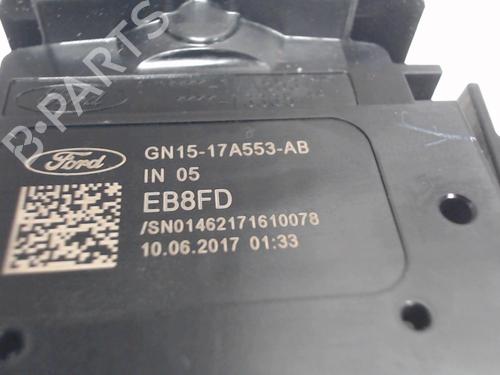 B-PARTS
Ford
GN15-17A553-AB
IN 05
EB8FD
/SN01462171610078
10.06.2017 01:33